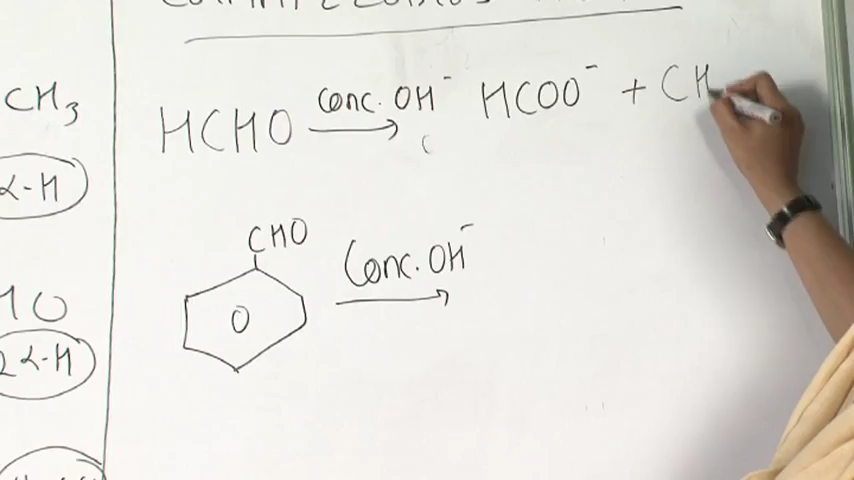 CH3
α-H
HCHO Conc. OH⁻ HCOO⁻ + CH
CHO
Conc. OH⁻
O
HO
2α-H